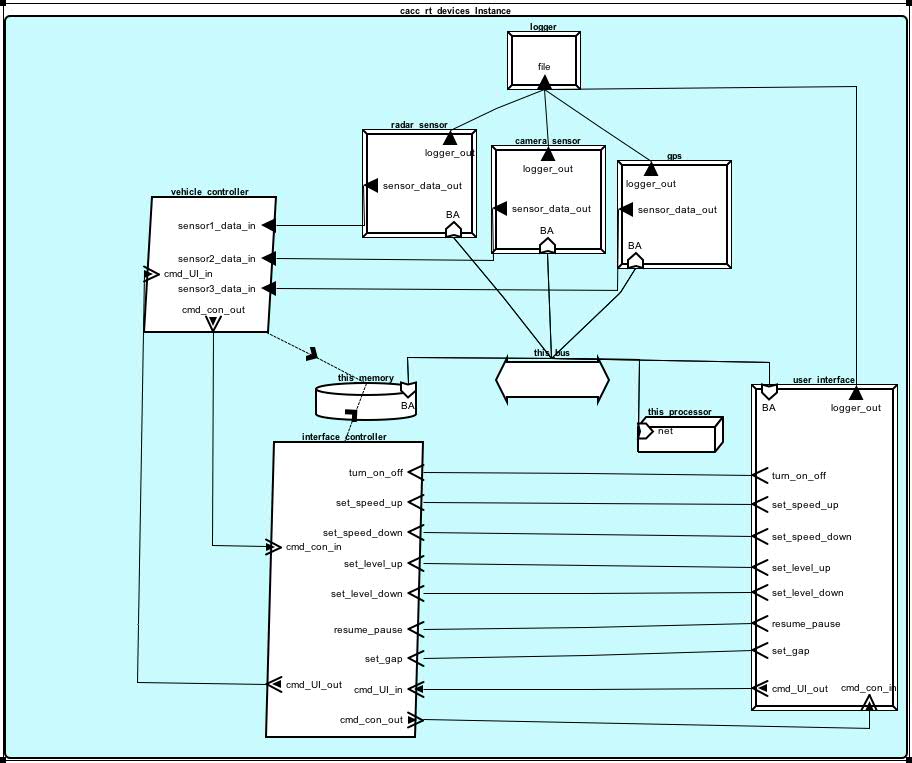 cacc_rt_devices_Instance
logger
file
radar_sensor
logger_out
sensor_data_out
BA
camera_sensor
logger_out
sensor_data_out
BA
gps
logger_out
sensor_data_out
BA
vehicle_controller
sensor1_data_in
sensor2_data_in
cmd_UI_in
sensor3_data_in
cmd_con_out
this_bus
this_memory
BA
this_processor
net
user_interface
BA
logger_out
turn_on_off
set_speed_up
set_speed_down
set_level_up
set_level_down
resume_pause
set_gap
cmd_UI_out
cmd_con_in
interface_controller
turn_on_off
set_speed_up
set_speed_down
cmd_con_in
set_level_up
set_level_down
resume_pause
set_gap
cmd_UI_out
cmd_UI_in
cmd_con_out